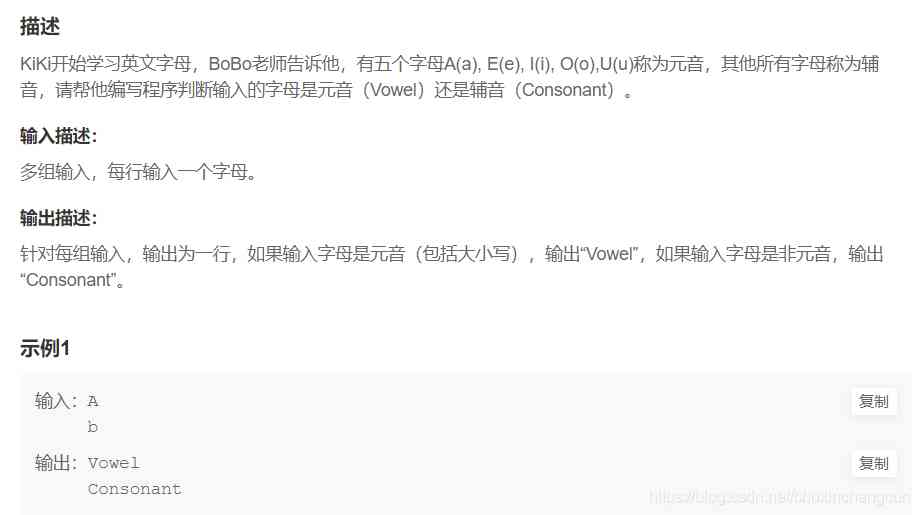 描述
KiKi开始学习英文字母，BoBo老师告诉他，有五个字母A(a), E(e), I(i), O(o),U(u)称为元音，其他所有字母称为辅
音，请帮他编写程序判断输入的字母是元音（Vowel）还是辅音（Consonant）。
输入描述：
多组输入，每行输入一个字母。
输出描述：
针对每组输入，输出为一行，如果输入字母是元音（包括大小写），输出“Vowel”，如果输入字母是非元音，输出
“Consonant”。
示例1
输入：A 复制
b
输出：Vowel 复制
Consonant